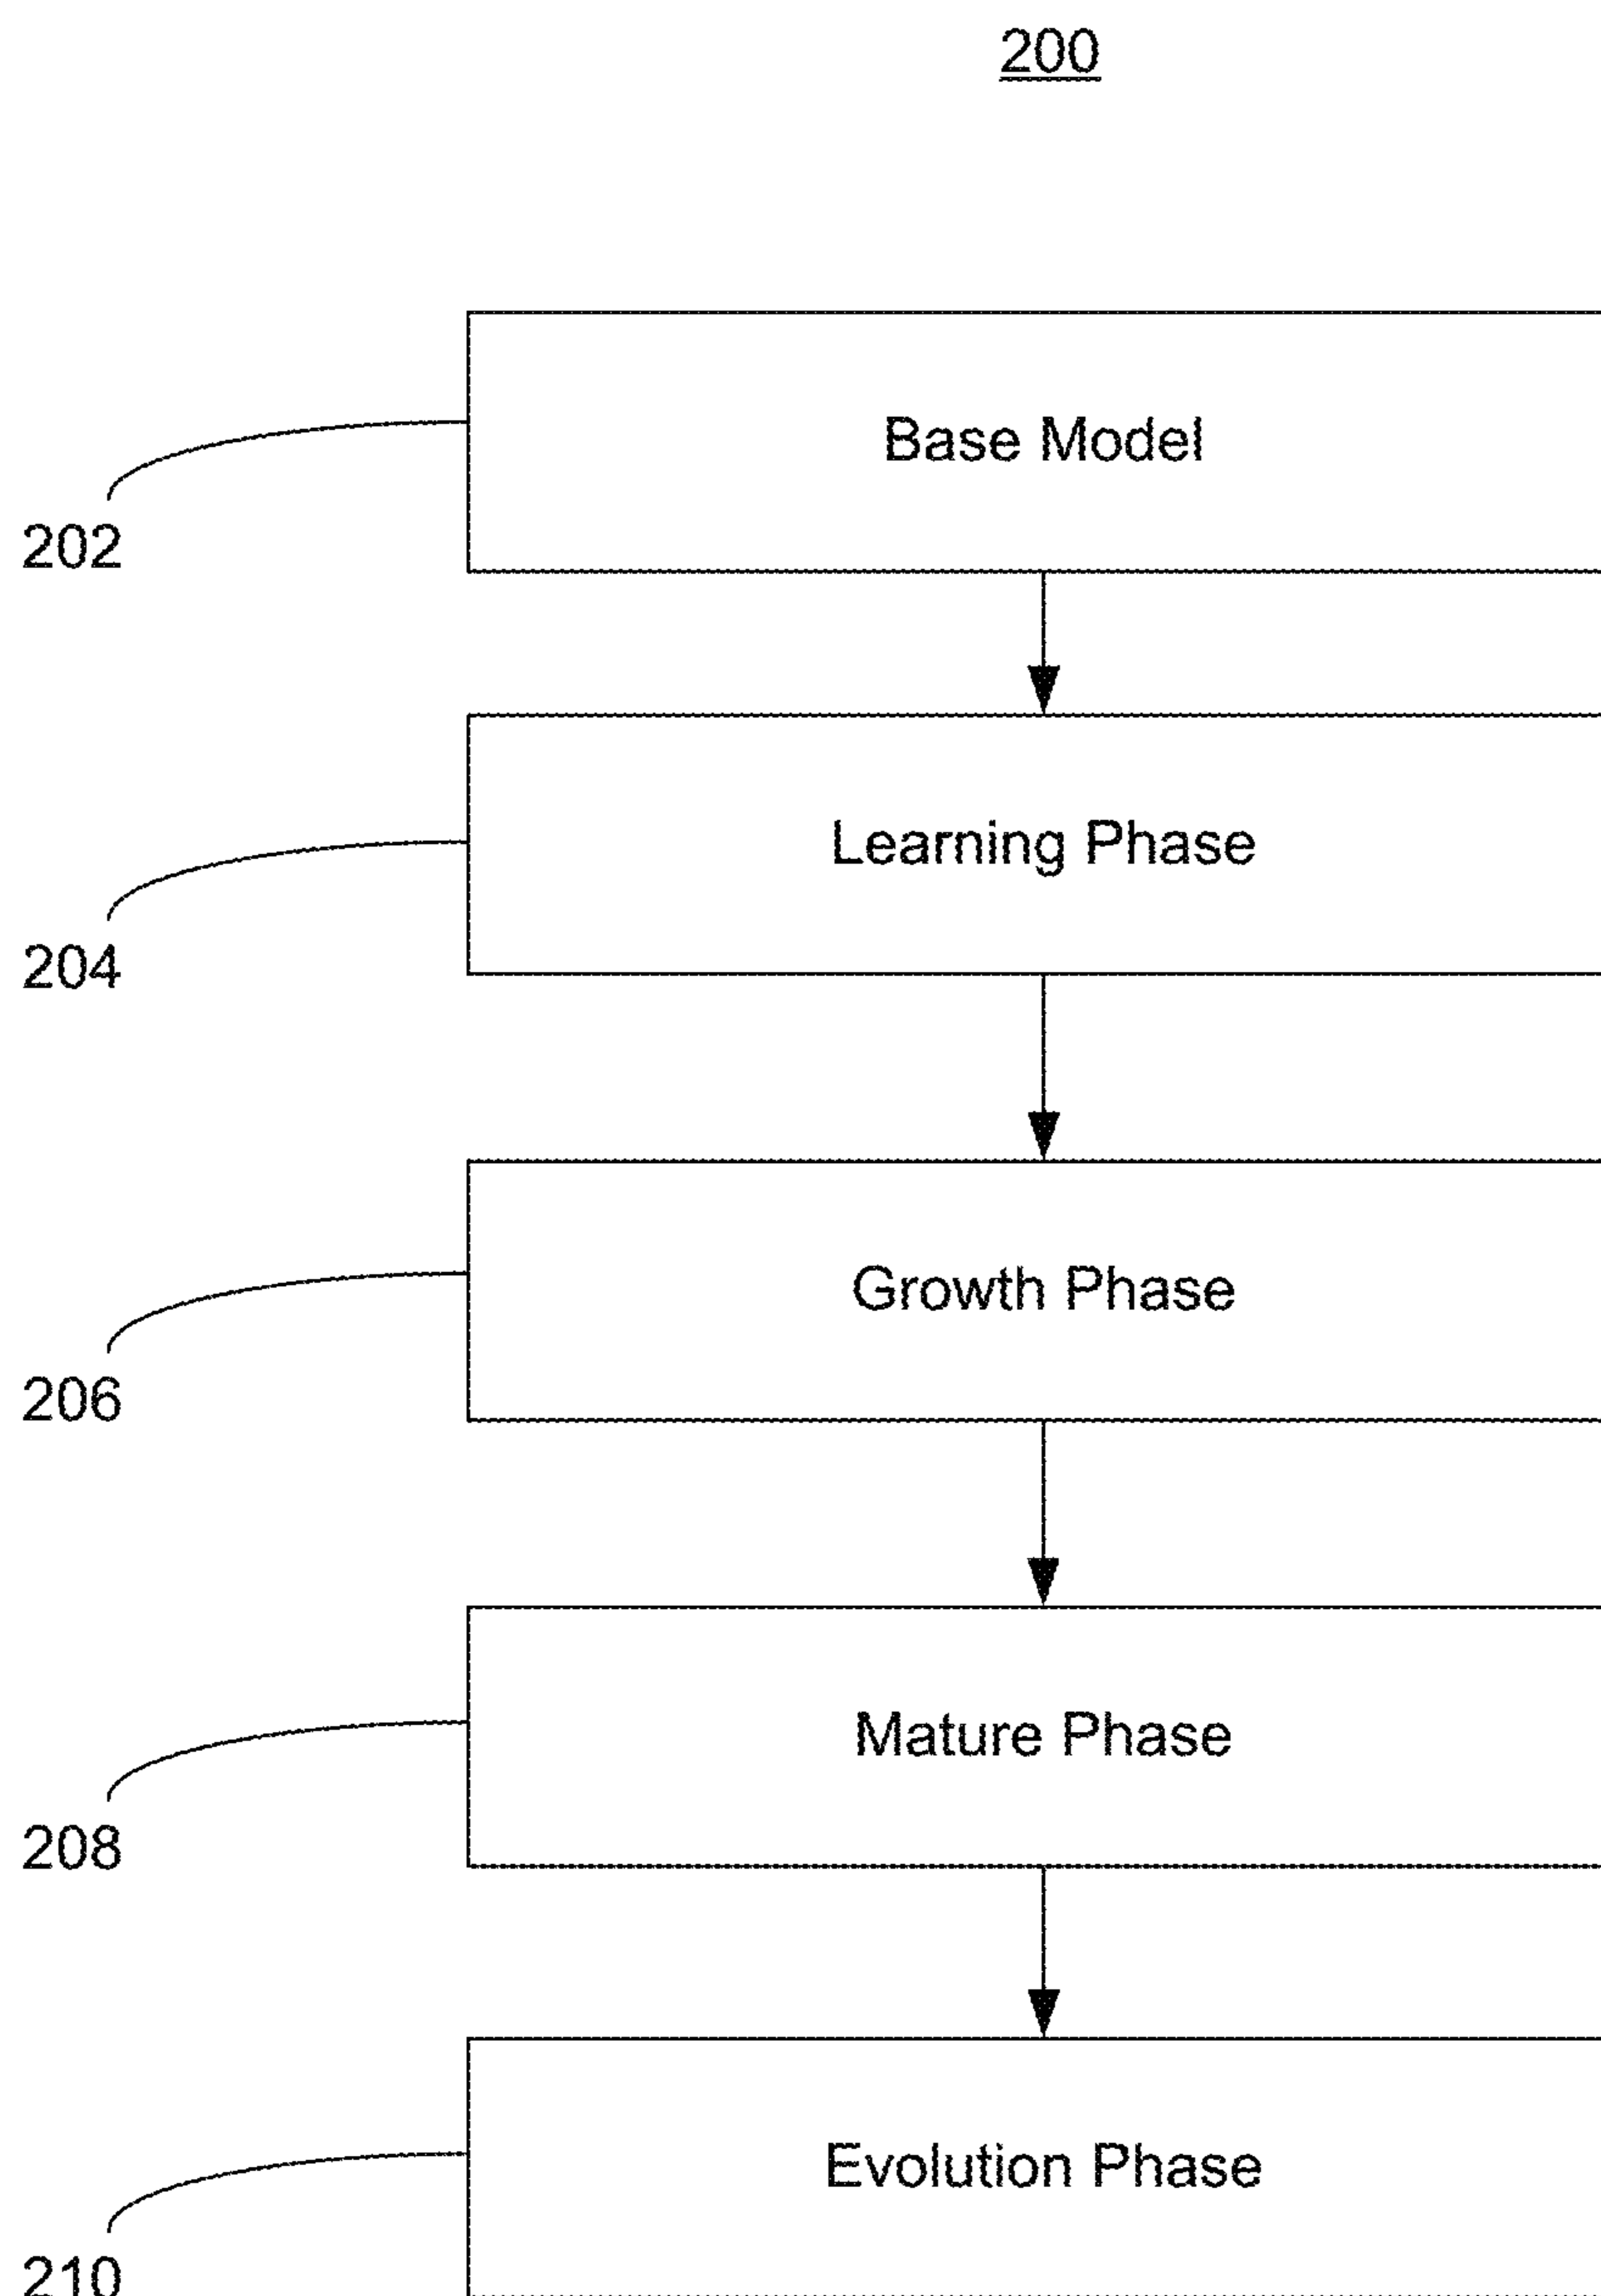 200
Base Model
202
Learning Phase
204
Growth Phase
206
Mature Phase
208
Evolution Phase
210